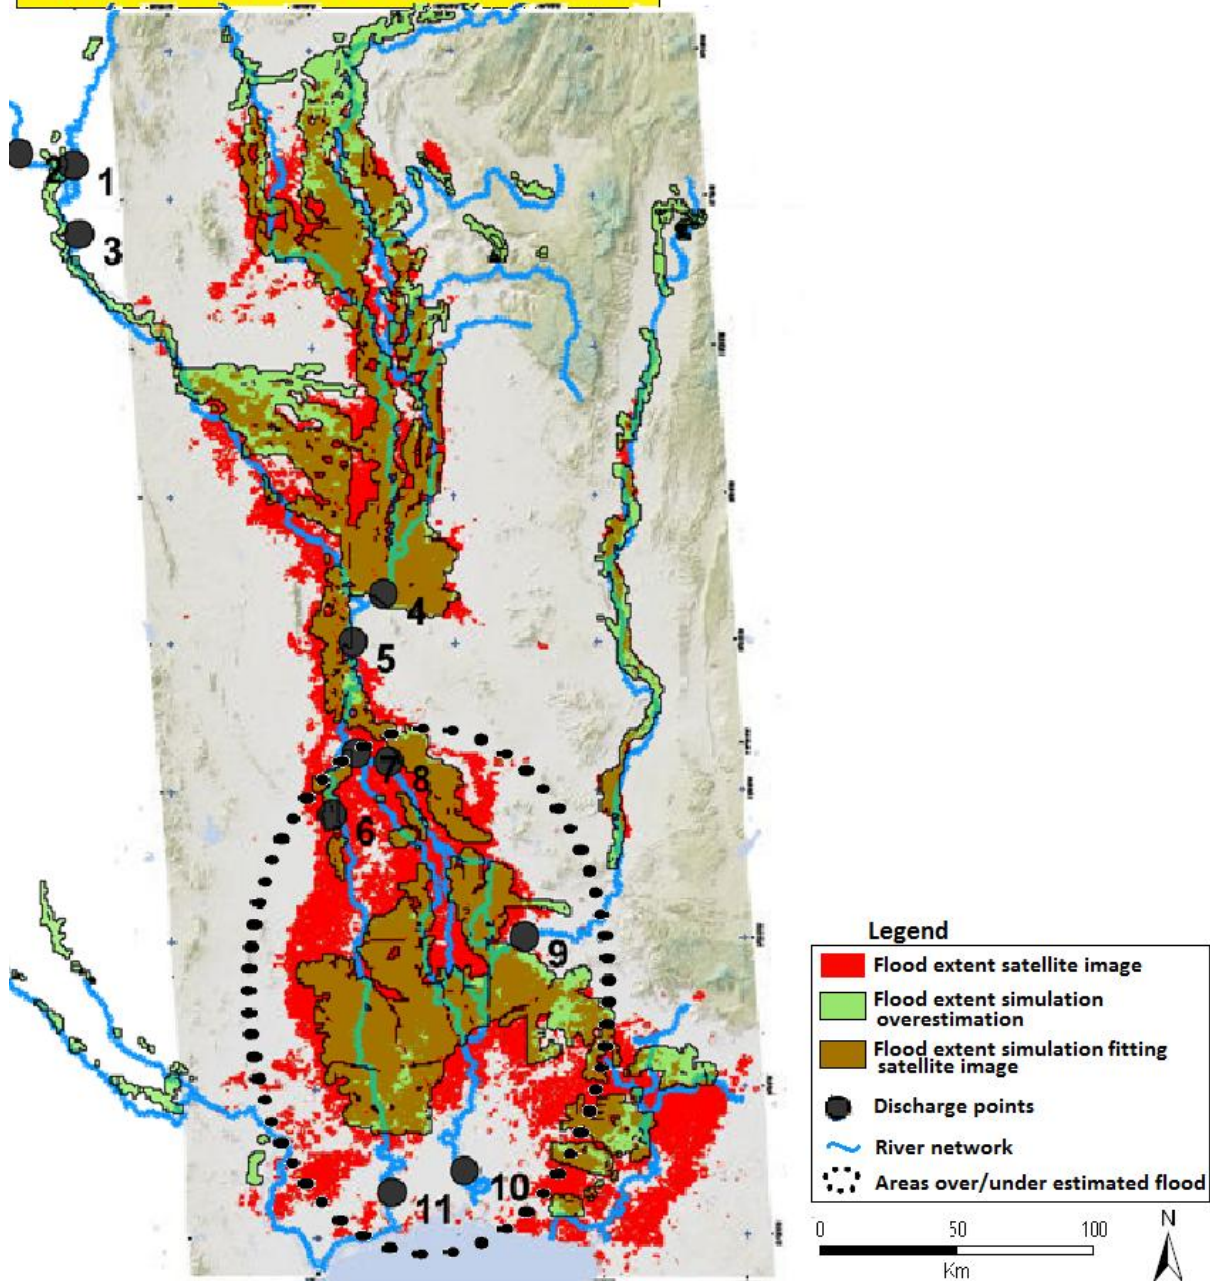 1
3
4
5
7
8
6
9
10
11
Legend
Flood extent satellite image
Flood extent simulation
overestimation
Flood extent simulation fitting
satellite image
Discharge points
River network
Areas over/under estimated flood
0 50 100
Km
N